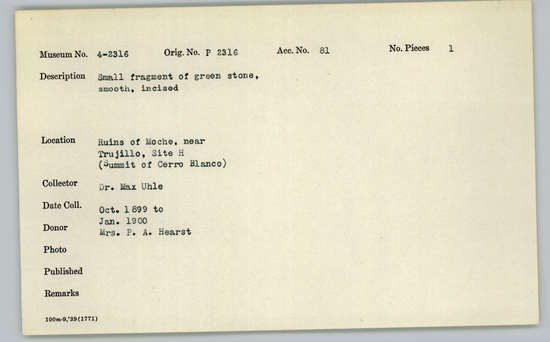 Museum No. 4-2316 Orig. No. P 2316 Acc. No. 81 No. Pieces 1
Description Small fragment of green stone,
smooth, incised
Location Ruins of Moche, near
Trujillo, Site H
(Summit of Cerro Blanco)
Collector Dr. Max Uhle
Date Coll. Oct. 1899 to
Jan. 1900
Donor Mrs. P. A. Hearst
Photo
Published
Remarks
100m-9,'39(1771)